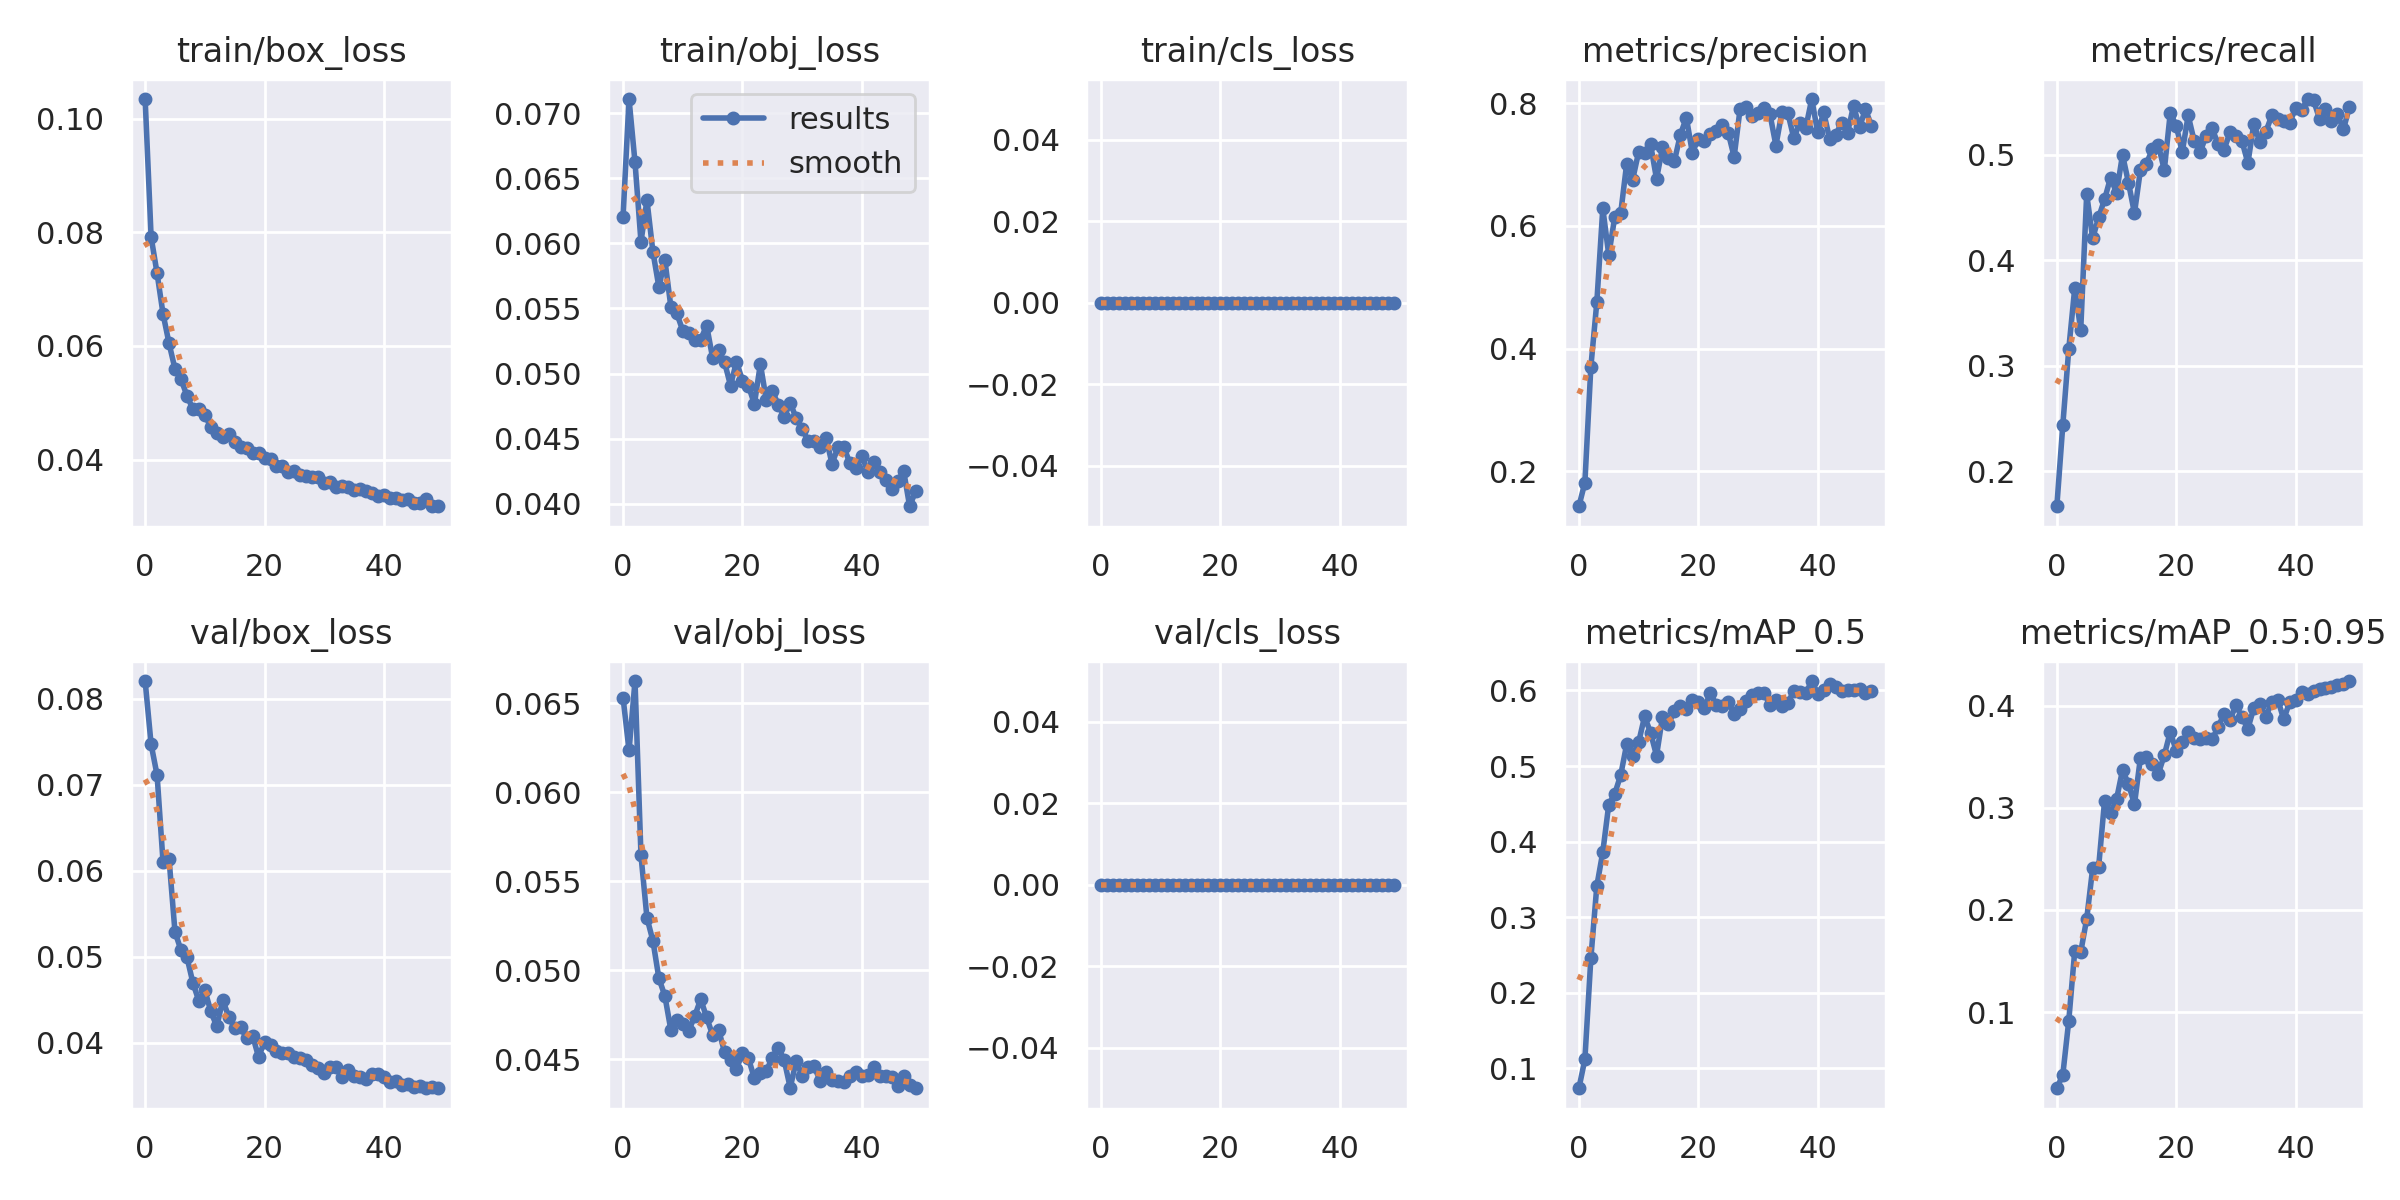 train/box_loss
train/obj_loss
train/cls_loss
metrics/precision
metrics/recall
0.10
0.08
0.06
0.04
0 20 40
0.070
0.065
0.060
0.055
0.050
0.045
0.040
results
smooth
0 20 40
0.04
0.02
0.00
−0.02
−0.04
0 20 40
0.8
0.6
0.4
0.2
0 20 40
0.5
0.4
0.3
0.2
0 20 40
val/box_loss
val/obj_loss
val/cls_loss
metrics/mAP_0.5
metrics/mAP_0.5:0.95
0.08
0.07
0.06
0.05
0.04
0 20 40
0.065
0.060
0.055
0.050
0.045
0 20 40
0.04
0.02
0.00
−0.02
−0.04
0 20 40
0.6
0.5
0.4
0.3
0.2
0.1
0 20 40
0.4
0.3
0.2
0.1
0 20 40